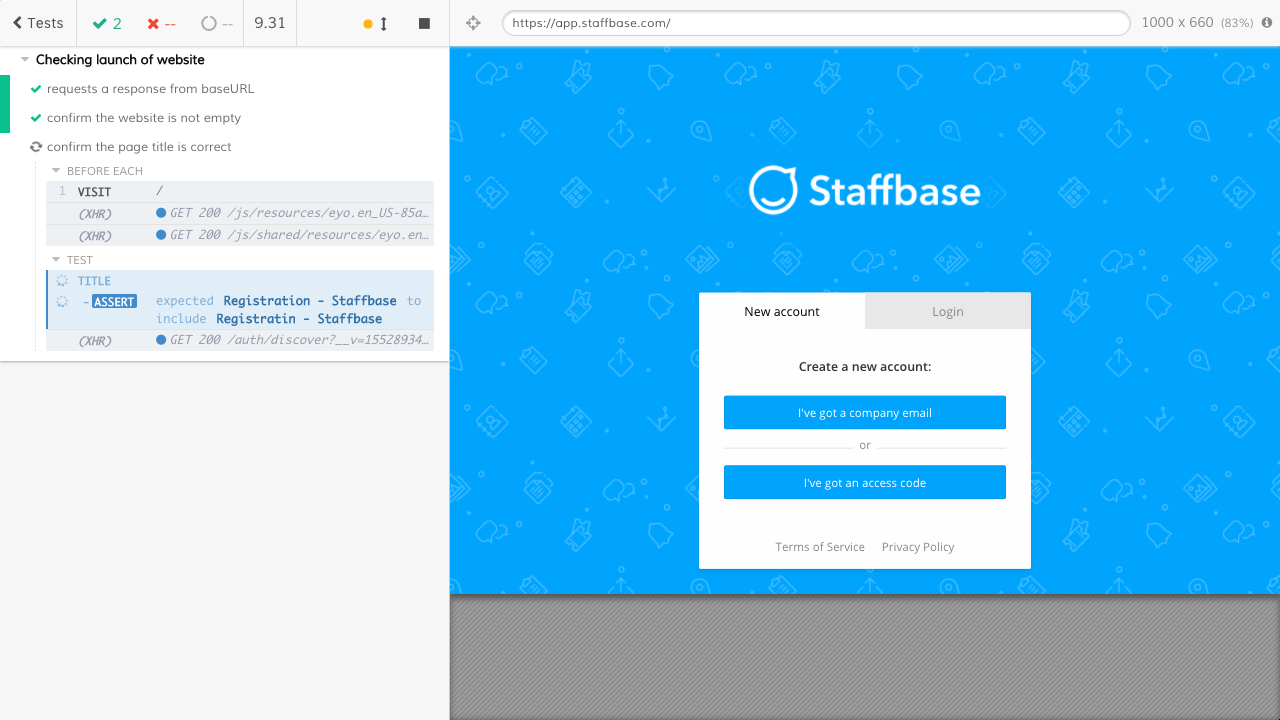 Tests 2 -- -- 9.31
https://app.staffbase.com/ 1000 x 660 (83%)
Checking launch of website
requests a response from baseURL
confirm the website is not empty
confirm the page title is correct
BEFORE EACH
1 VISIT /
(XHR) GET 200 /js/resources/eyo.en_US-85a…
(XHR) GET 200 /js/shared/resources/eyo.en…
TEST
TITLE
- ASSERT expected Registration - Staffbase to
include Registratin - Staffbase
(XHR) GET 200 /auth/discover?__v=15528934…
Staffbase
New account Login
Create a new account:
I've got a company email
or
I've got an access code
Terms of Service Privacy Policy